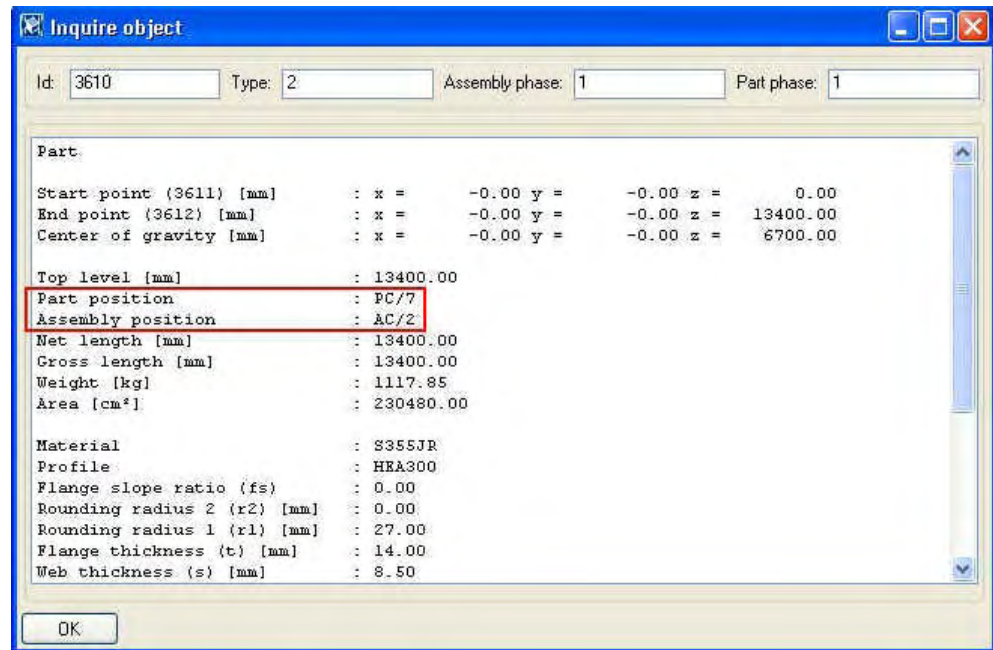 Inquire object
Id: 3610 Type: 2 Assembly phase: 1 Part phase: 1
Part
Start point (3611) [mm] : x = -0.00 y = -0.00 z = 0.00
End point (3612) [mm] : x = -0.00 y = -0.00 z = 13400.00
Center of gravity [mm] : x = -0.00 y = -0.00 z = 6700.00
Top level [mm] : 13400.00
Part position : PC/7
Assembly position : AC/2
Net length [mm] : 13400.00
Gross length [mm] : 13400.00
Weight [kg] : 1117.85
Area [cm²] : 230480.00
Material : S355JR
Profile : HEA300
Flange slope ratio (fs) : 0.00
Rounding radius 2 (r2) [mm] : 0.00
Rounding radius 1 (r1) [mm] : 27.00
Flange thickness (t) [mm] : 14.00
Web thickness (s) [mm] : 8.50
OK